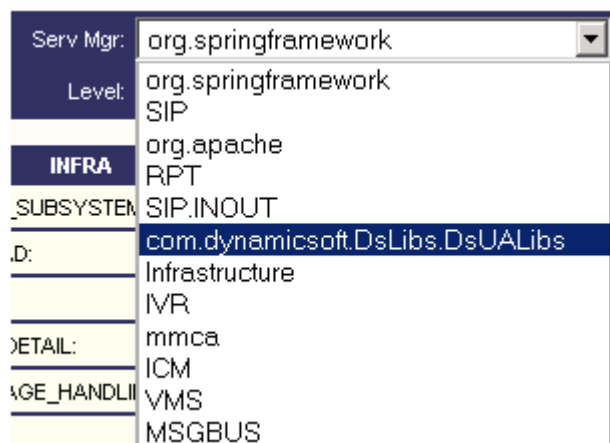 Serv Mgr: org.springframework
Level: org.springframework
SIP
org.apache
INFRA RPT
_SUBSYSTEM SIP.INOUT
com.dynamicsoft.DsLibs.DsUALibs
D: Infrastructure
IVR
DETAIL: mmca
ICM
AGE_HANDLI VMS
MSGBUS